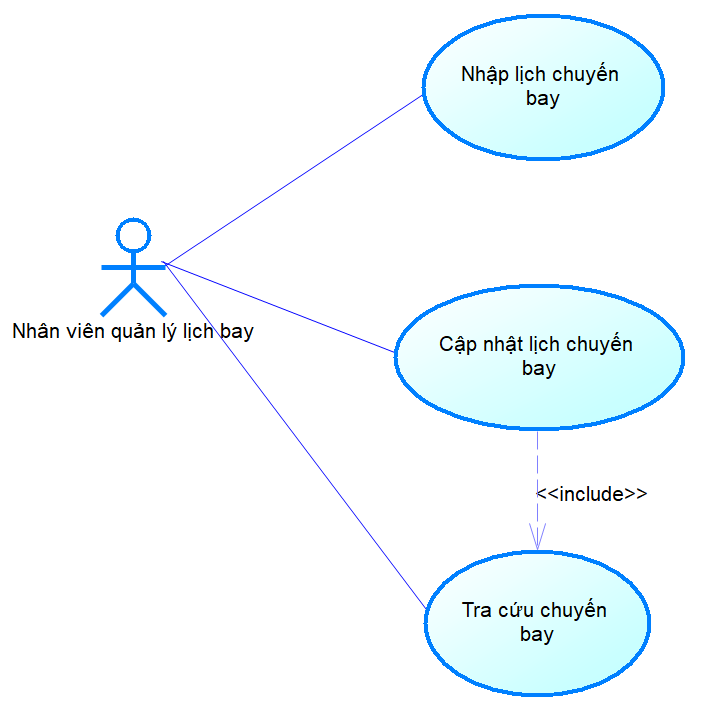 Nhập lịch chuyến
bay
Nhân viên quản lý lịch bay
Cập nhật lịch chuyến
bay
<<include>>
Tra cứu chuyến
bay